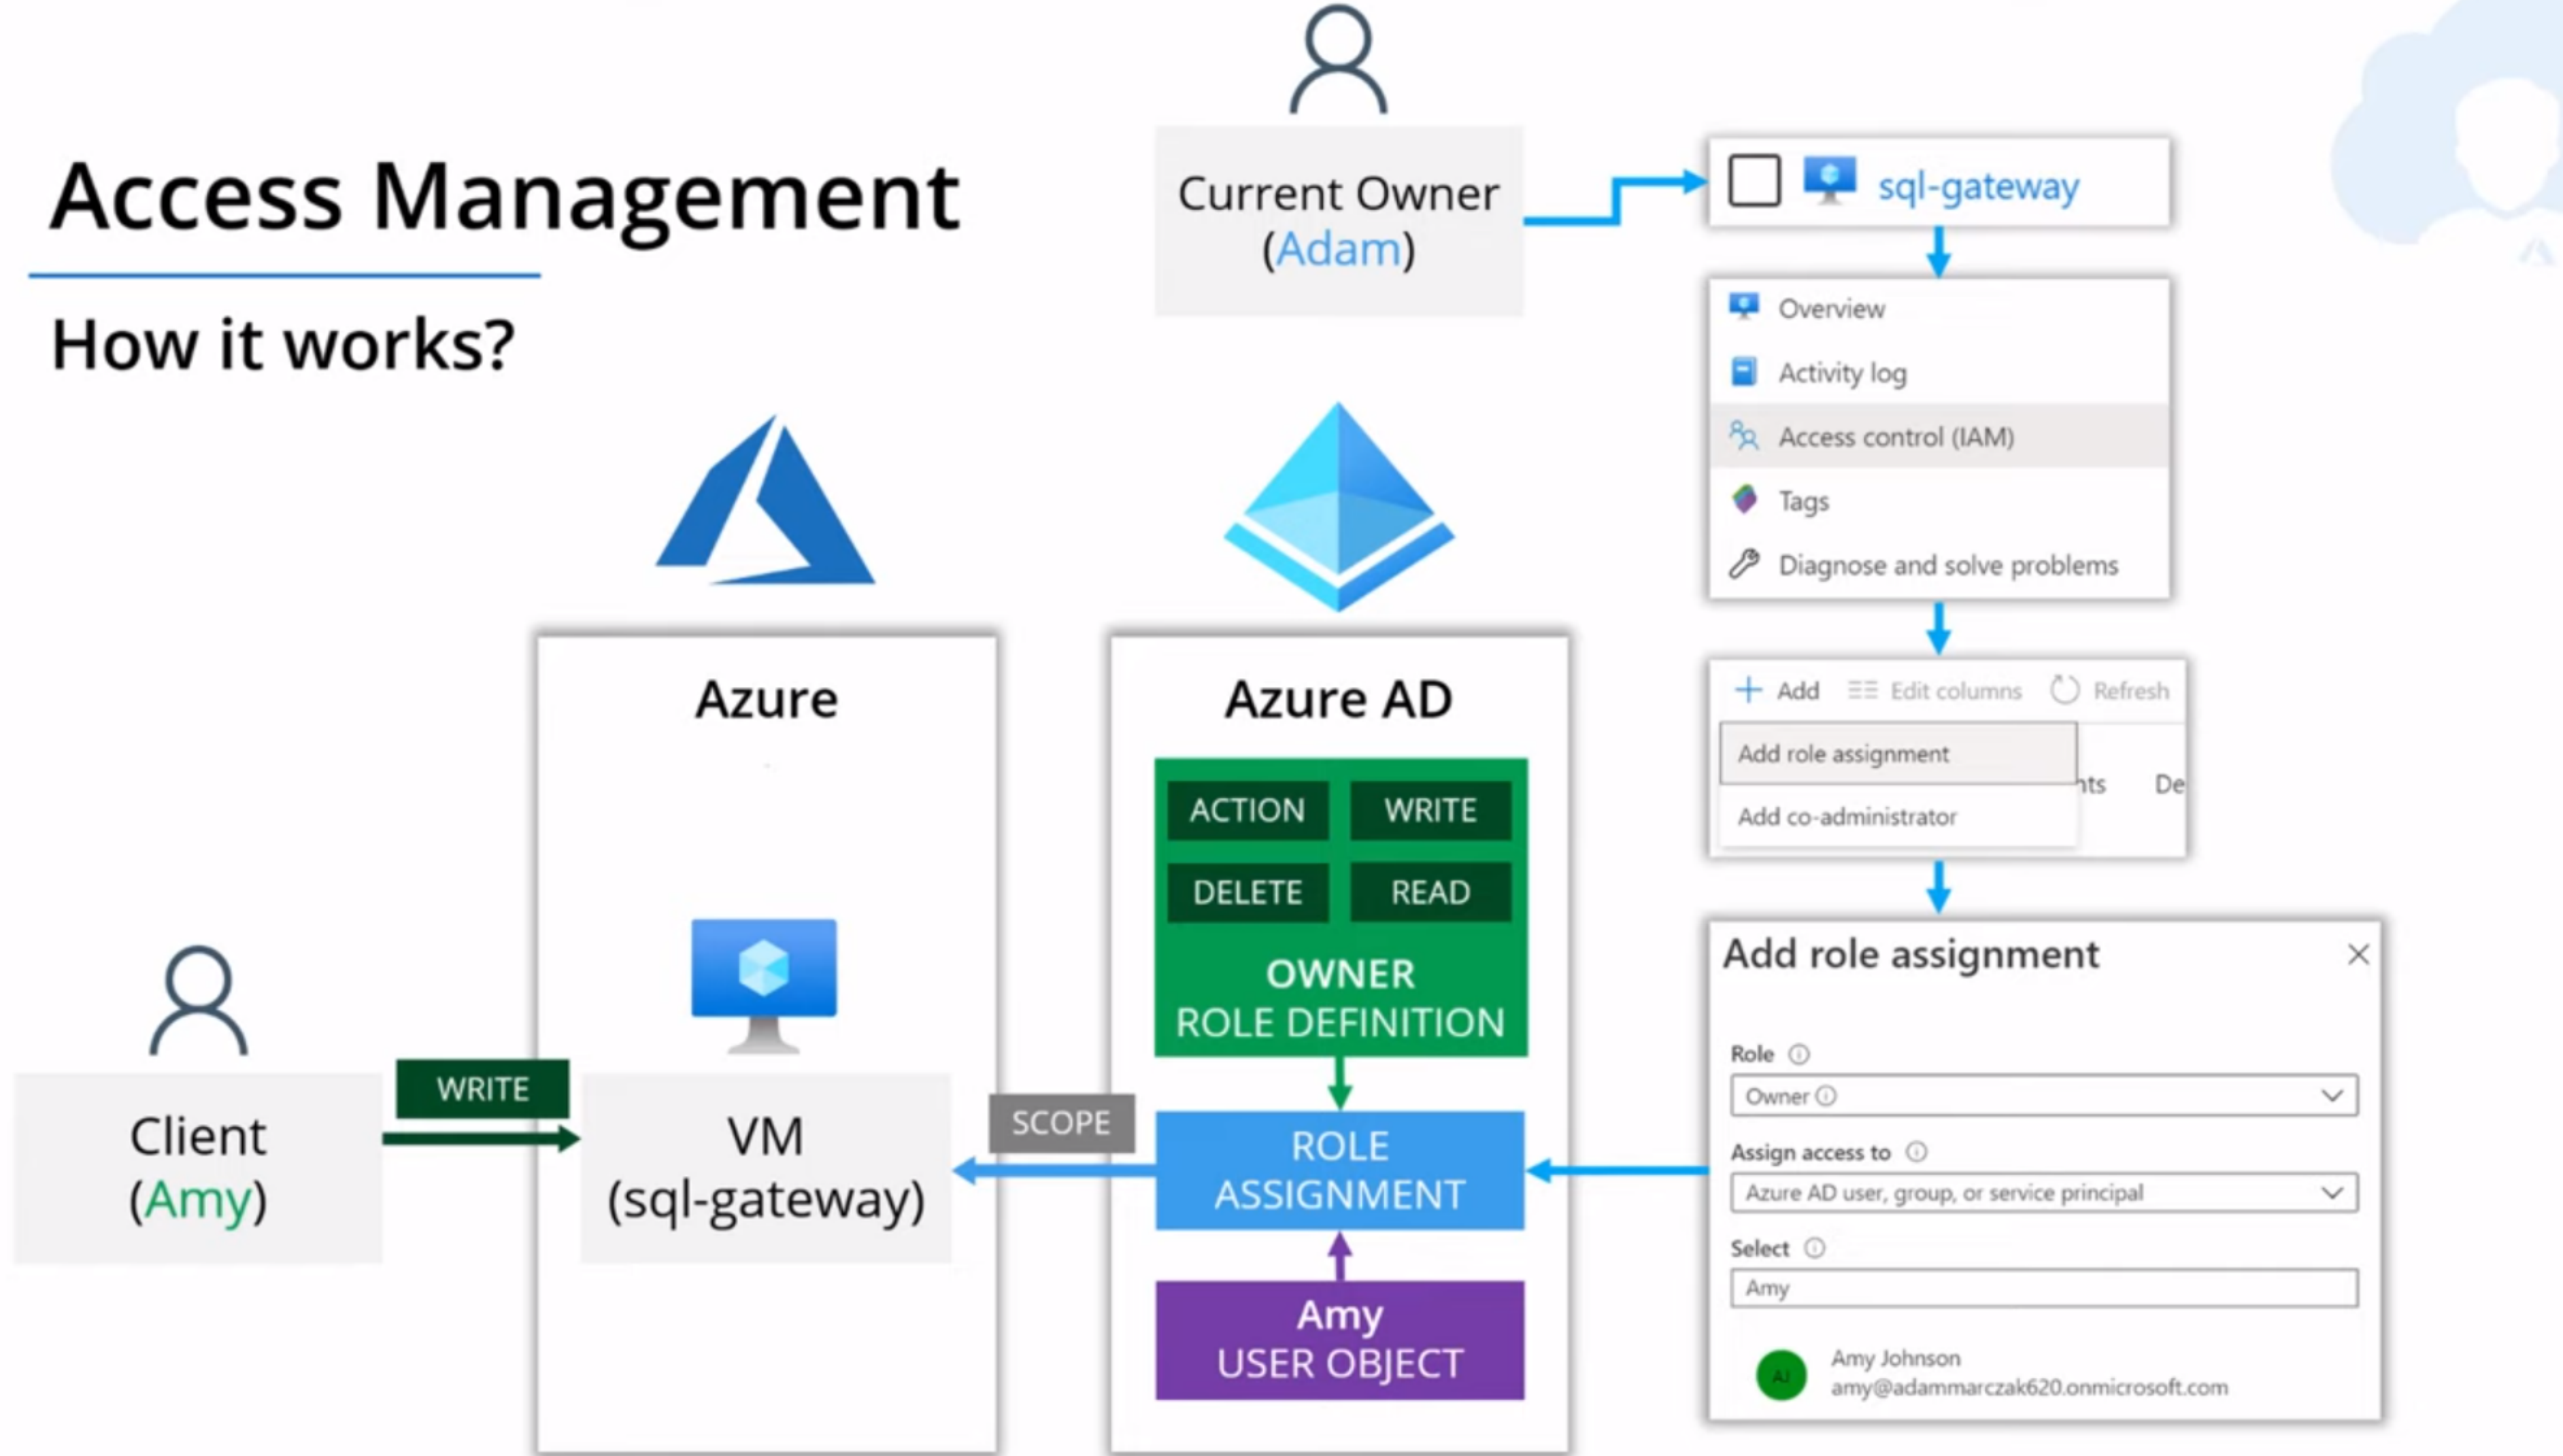 Access Management
How it works?
Current Owner
(Adam)
sql-gateway
Overview
Activity log
Access control (IAM)
Tags
Diagnose and solve problems
Add Edit columns Refresh
Add role assignment
nts De
Add co-administrator
Add role assignment
Role
Owner
Assign access to
Azure AD user, group, or service principal
Select
Amy
AJ
Amy Johnson
amy@adammarczak620.onmicrosoft.com
Azure
Azure AD
ACTION WRITE
DELETE READ
OWNER
ROLE DEFINITION
ROLE
ASSIGNMENT
Amy
USER OBJECT
SCOPE
VM
(sql-gateway)
WRITE
Client
(Amy)